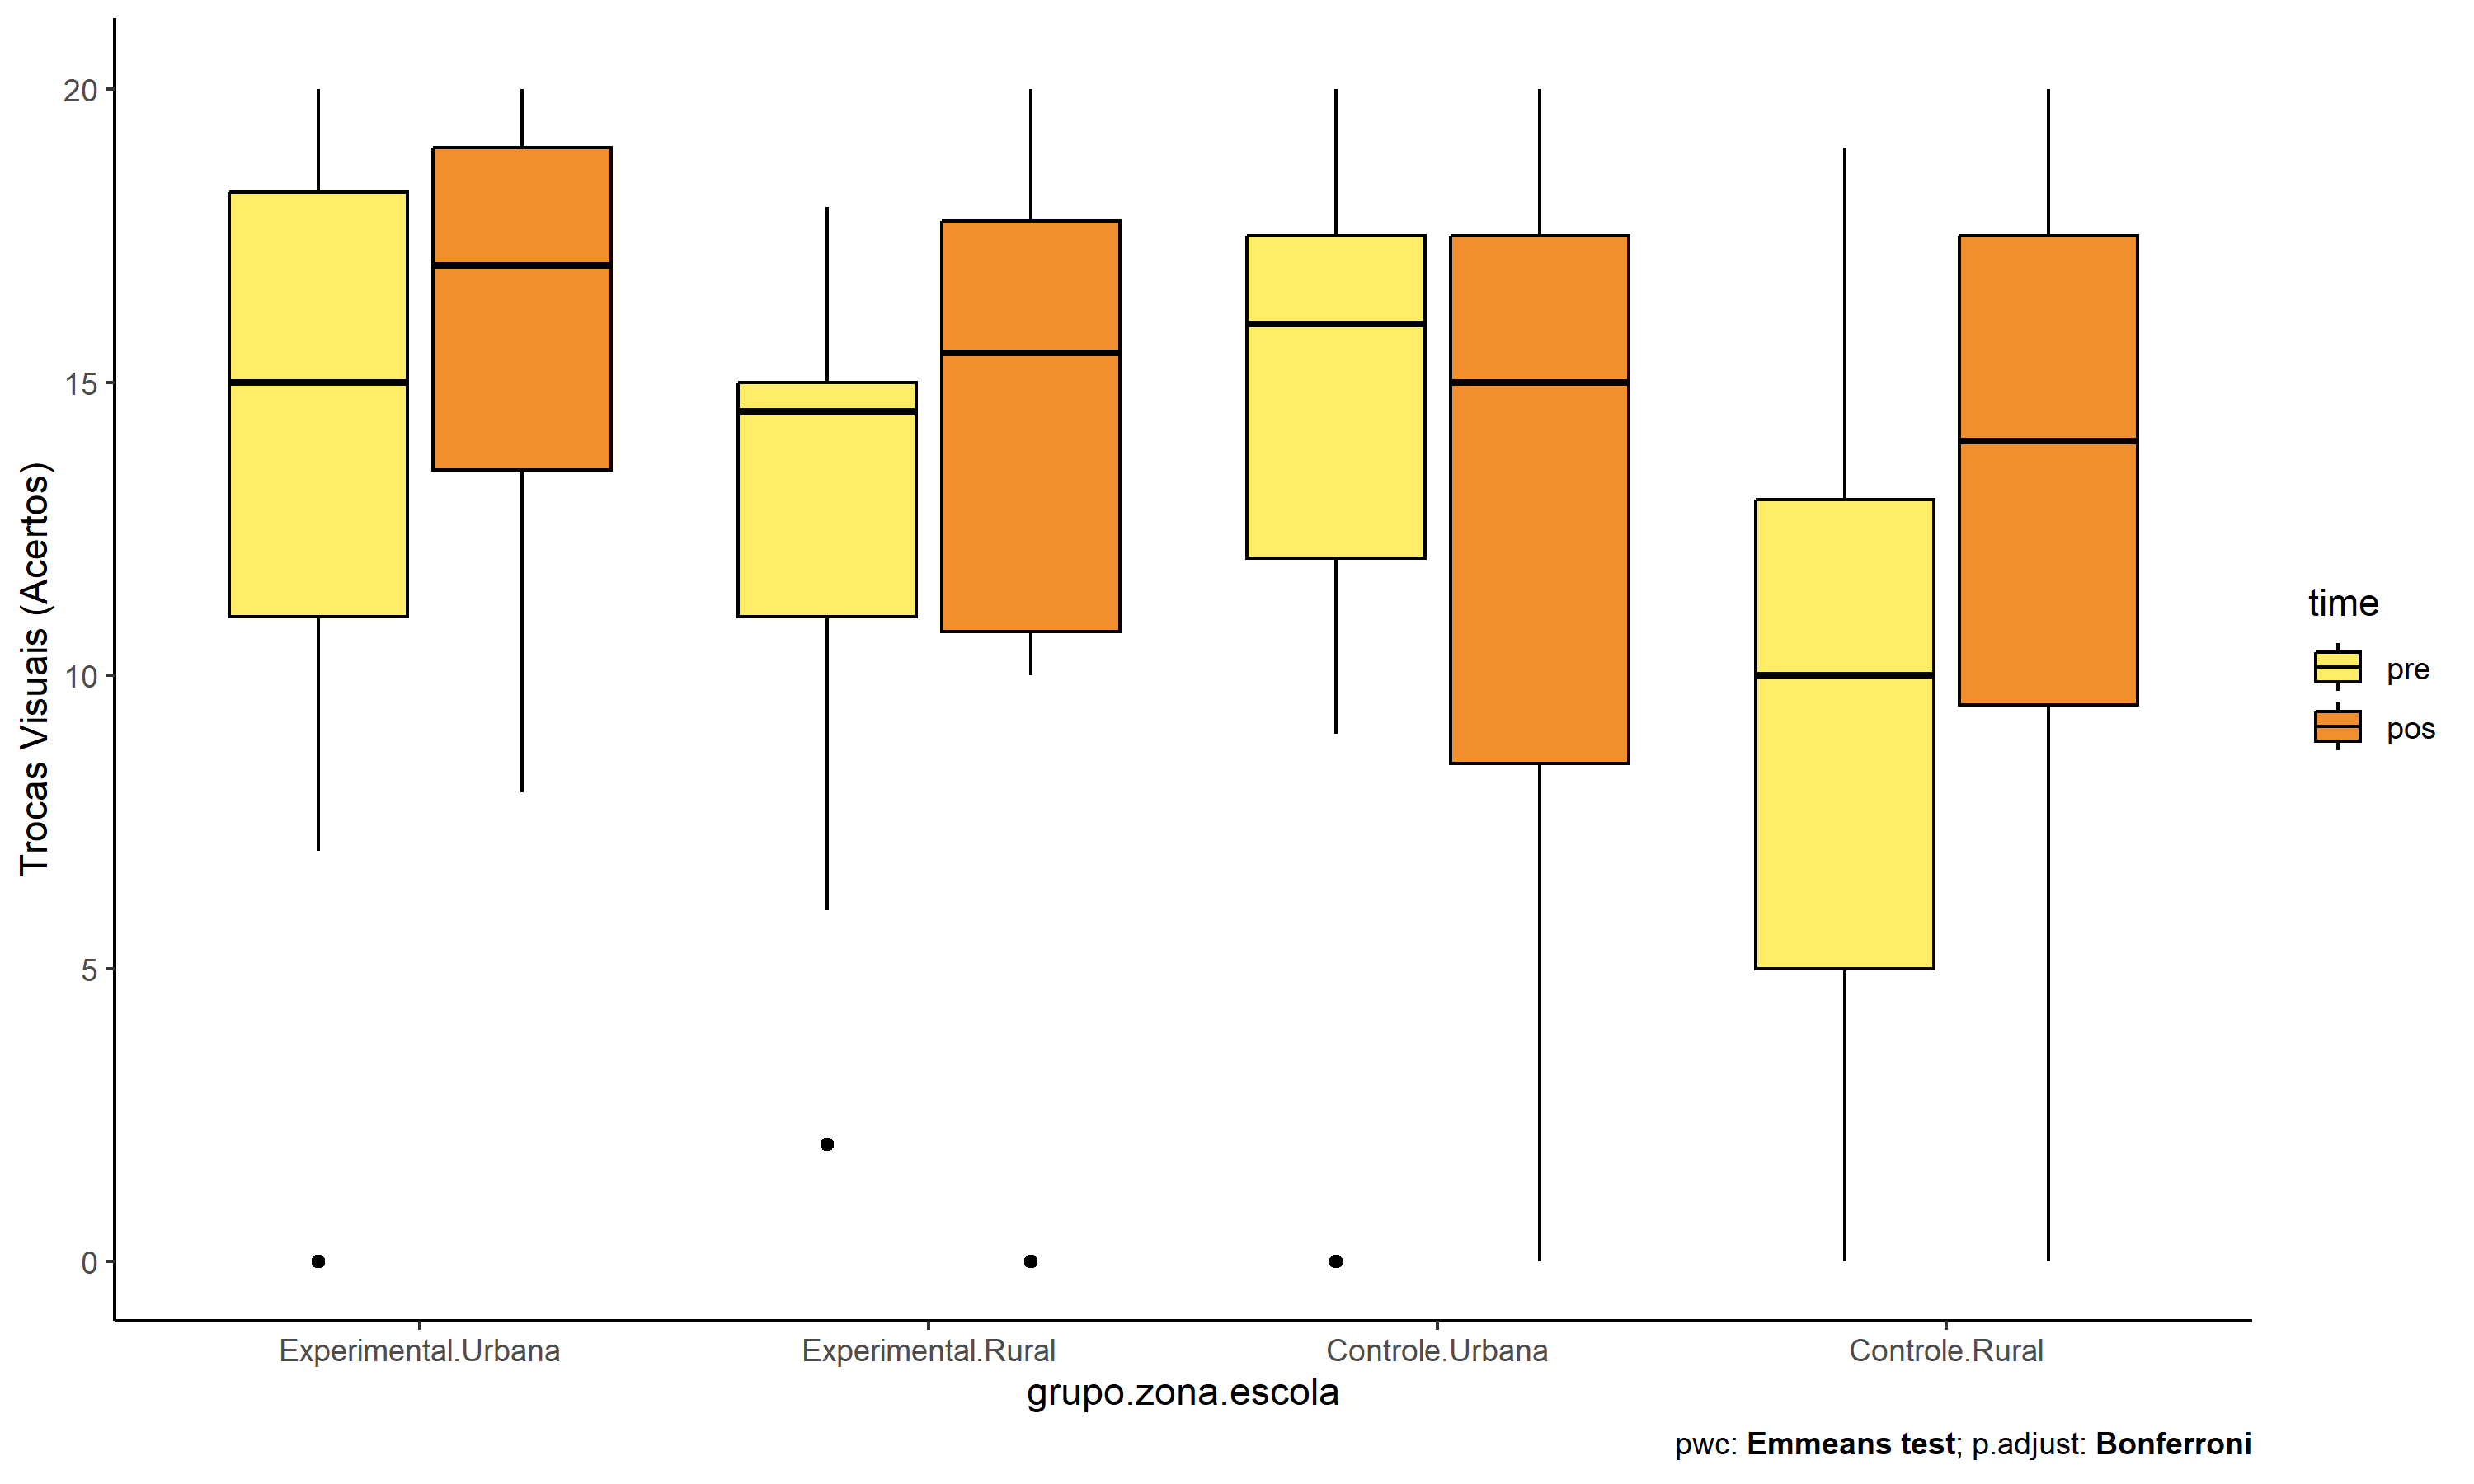 Trocas Visuais (Acertos)
20
15
10
5
0
Experimental.Urbana
Experimental.Rural
Controle.Urbana
Controle.Rural
grupo.zona.escola
time
pre
pos
pwc: Emmeans test; p.adjust: Bonferroni